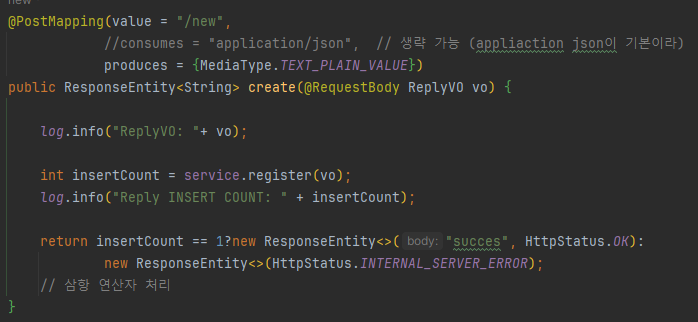 new
@PostMapping(value = "/new",
//consumes = "application/json",  // 생략 가능 (appliaction json이 기본이라)
produces = {MediaType.TEXT_PLAIN_VALUE})
public ResponseEntity<String> create(@RequestBody ReplyVO vo) {
log.info("ReplyVO: "+ vo);
int insertCount = service.register(vo);
log.info("Reply INSERT COUNT: " + insertCount);
return insertCount == 1?new ResponseEntity<>( body: "succes", HttpStatus.OK):
new ResponseEntity<>(HttpStatus.INTERNAL_SERVER_ERROR);
// 삼항 연산자 처리
}